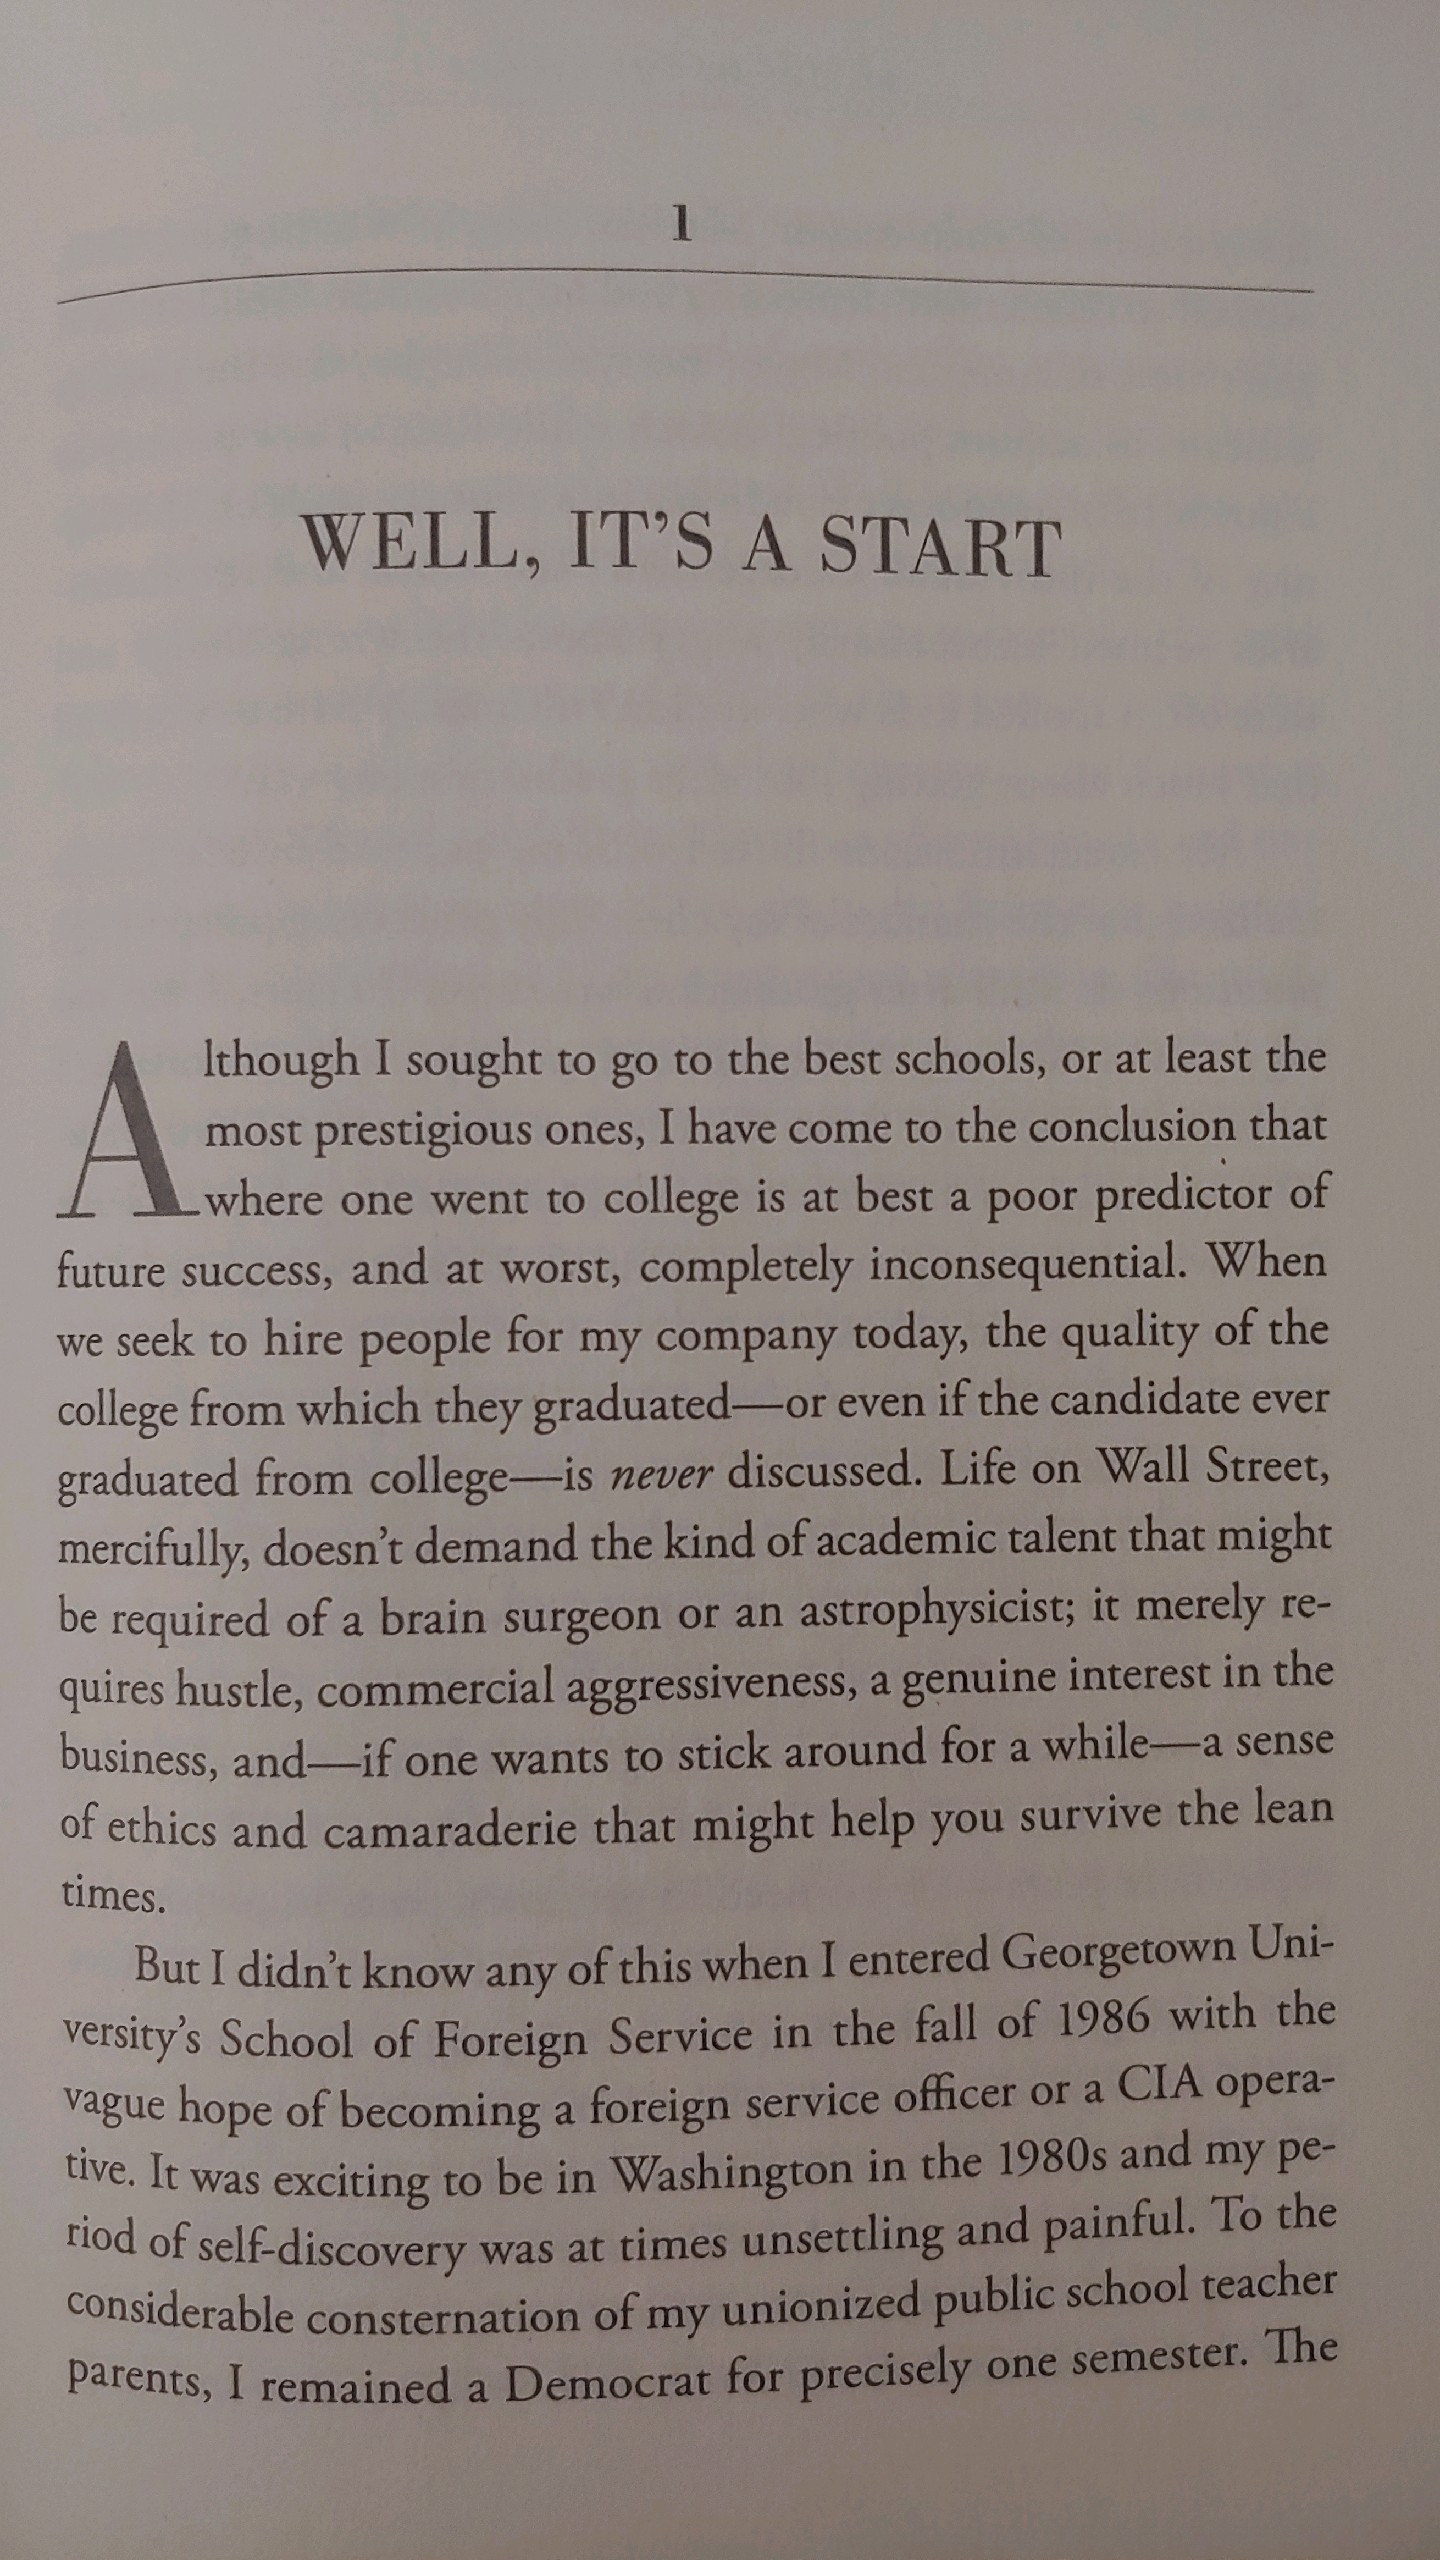 1
WELL, IT’S A START
Although I sought to go to the best schools, or at least the
most prestigious ones, I have come to the conclusion that
where one went to college is at best a poor predictor of
future success, and at worst, completely inconsequential. When
we seek to hire people for my company today, the quality of the
college from which they graduated—or even if the candidate ever
graduated from college—is never discussed. Life on Wall Street,
mercifully, doesn’t demand the kind of academic talent that might
be required of a brain surgeon or an astrophysicist; it merely re-
quires hustle, commercial aggressiveness, a genuine interest in the
business, and—if one wants to stick around for a while—a sense
of ethics and camaraderie that might help you survive the lean
times.
But I didn’t know any of this when I entered Georgetown Uni-
versity’s School of Foreign Service in the fall of 1986 with the
vague hope of becoming a foreign service officer or a CIA opera-
tive. It was exciting to be in Washington in the 1980s and my pe-
riod of self-discovery was at times unsettling and painful. To the
considerable consternation of my unionized public school teacher
parents, I remained a Democrat for precisely one semester. The